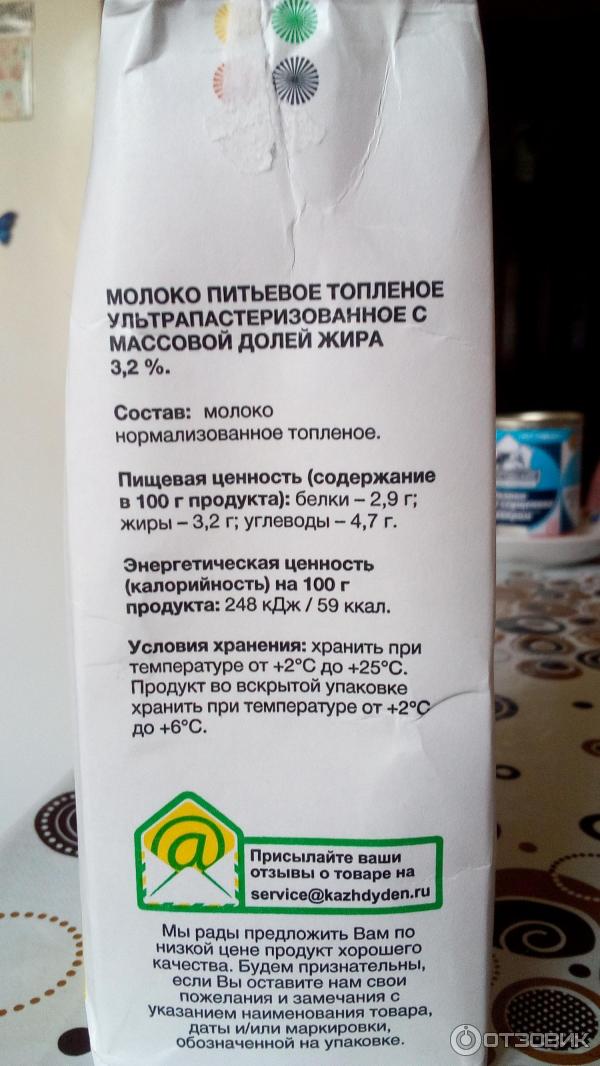 МОЛОКО ПИТЬЕВОЕ ТОПЛЕНОЕ
УЛЬТРАПАСТЕРИЗОВАННОЕ С
МАССОВОЙ ДОЛЕЙ ЖИРА
3,2 %.
Состав: молоко
нормализованное топленое.
Пищевая ценность (содержание
в 100 г продукта): белки – 2,9 г;
жиры – 3,2 г; углеводы – 4,7 г.
Энергетическая ценность
(калорийность) на 100 г
продукта: 248 кДж / 59 ккал.
Условия хранения: хранить при
температуре от +2°С до +25°С.
Продукт во вскрытой упаковке
хранить при температуре от +2°С
до +6°С.
@
Присылайте ваши
отзывы о товаре на
service@kazhdyden.ru
Мы рады предложить Вам по
низкой цене продукт хорошего
качества. Будем признательны,
если Вы оставите нам свои
пожелания и замечания с
указанием наименования товара,
даты и/или маркировки,
обозначенной на упаковке.
ОТЗОВИК